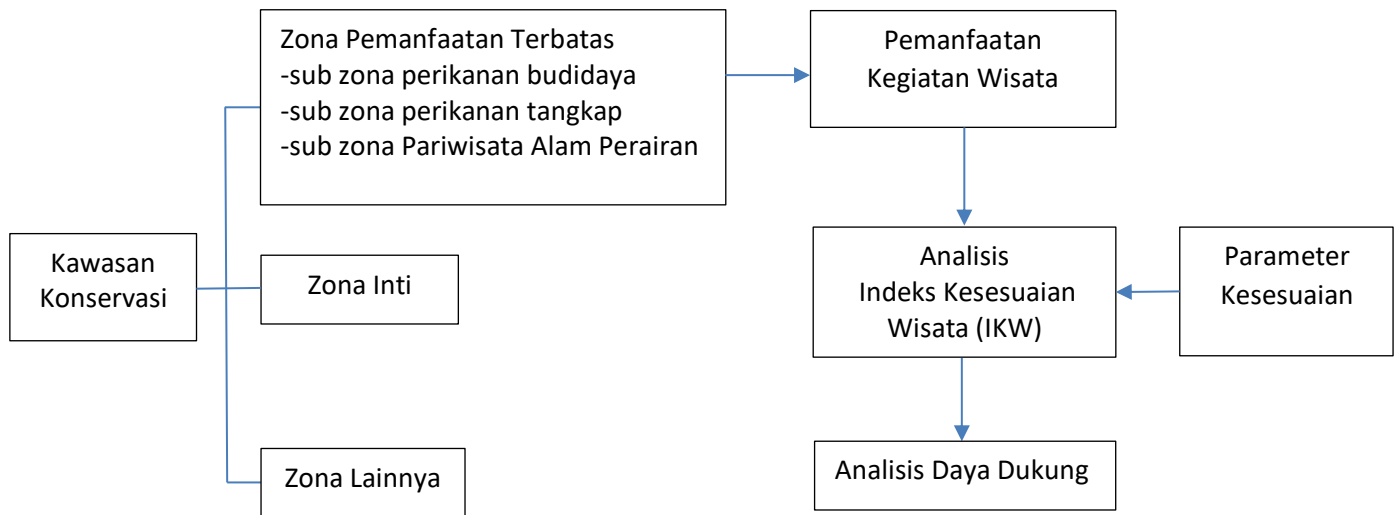 Zona Pemanfaatan Terbatas
-sub zona perikanan budidaya
-sub zona perikanan tangkap
-sub zona Pariwisata Alam Perairan
Pemanfaatan
Kegiatan Wisata
Kawasan
Konservasi
Zona Inti
Analisis
Indeks Kesesuaian
Wisata (IKW)
Parameter
Kesesuaian
Zona Lainnya
Analisis Daya Dukung